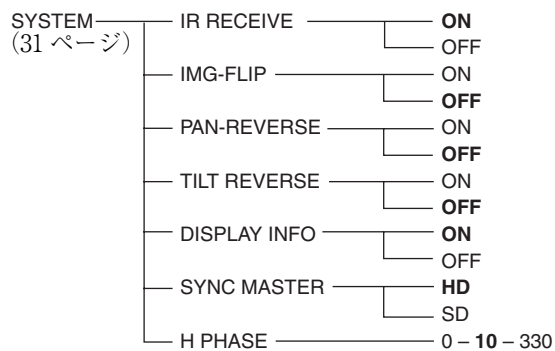 SYSTEM IR RECEIVE ON
(31 ページ) OFF
IMG-FLIP ON
OFF
PAN-REVERSE ON
OFF
TILT REVERSE ON
OFF
DISPLAY INFO ON
OFF
SYNC MASTER HD
SD
H PHASE 0 – 10 – 330